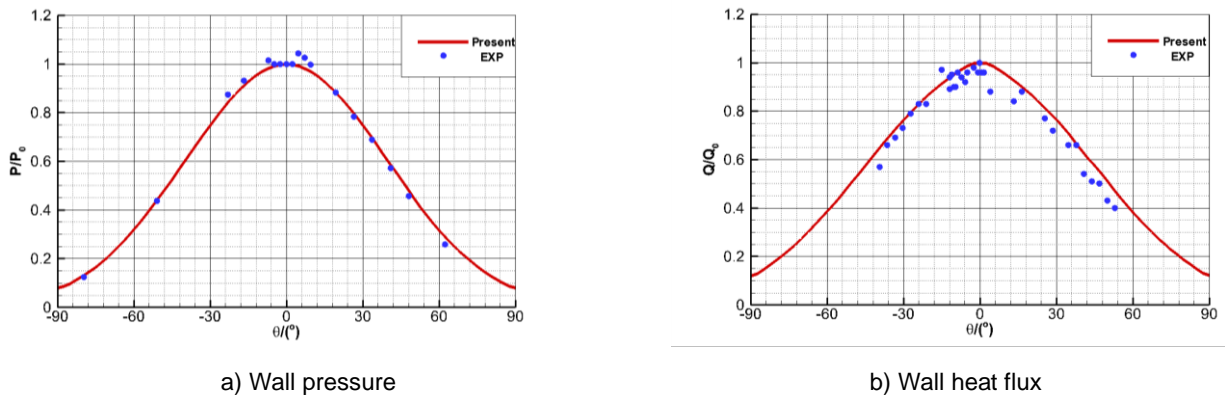 1.2
1
0.8
0.6
0.4
0.2
0
P/P₀
-90
-60
-30
0
30
60
90
θ/(°)
Present
EXP
a) Wall pressure
1.2
1
0.8
0.6
0.4
0.2
0
Q/Q₀
-90
-60
-30
0
30
60
90
θ/(°)
Present
EXP
b) Wall heat flux